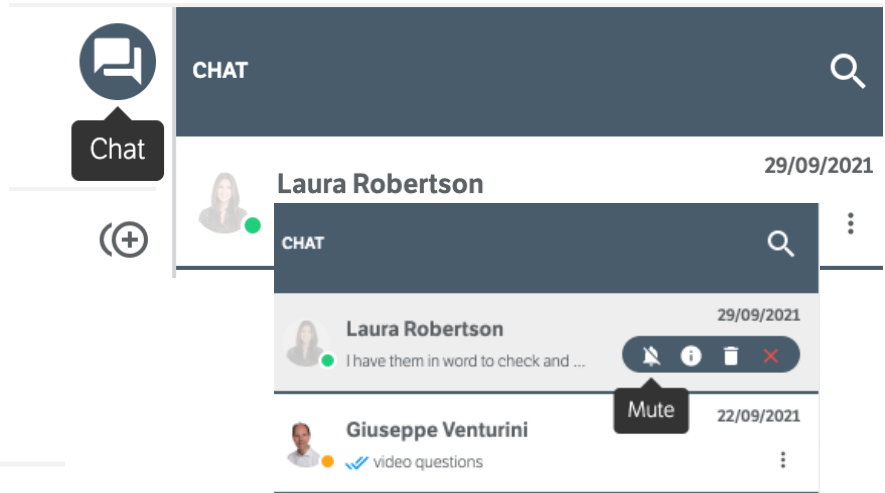 CHAT
Chat
29/09/2021
Laura Robertson
CHAT
29/09/2021
Laura Robertson
I have them in word to check and ...
Mute
22/09/2021
Giuseppe Venturini
video questions